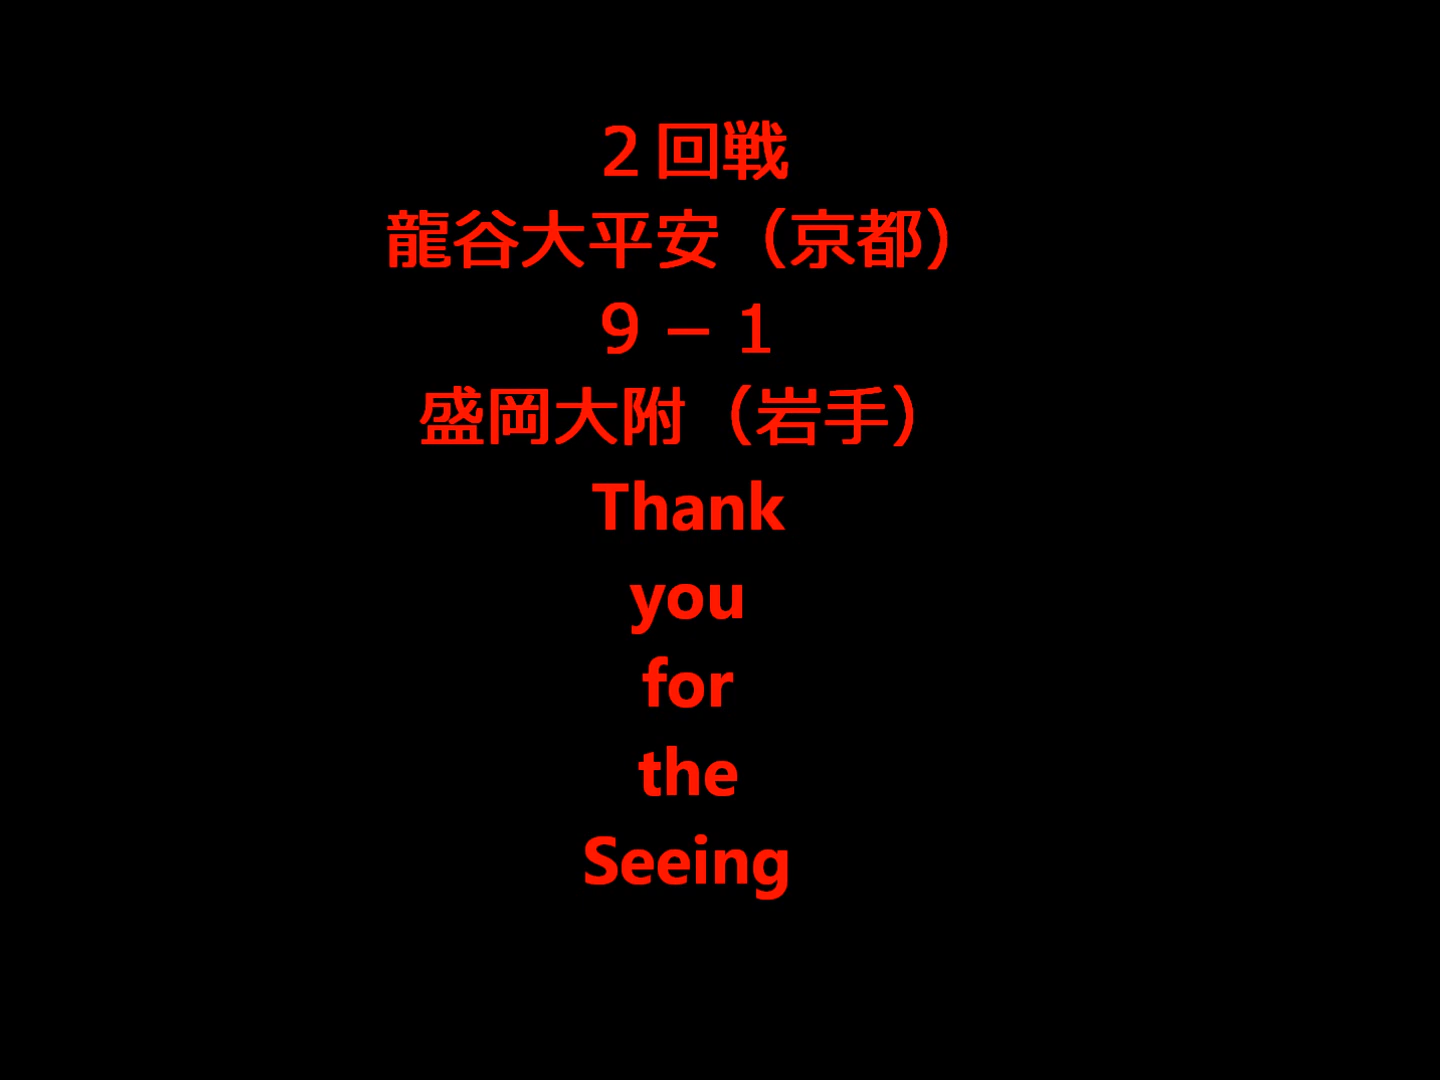 ２回戦
龍谷大平安（京都）
９－１
盛岡大附（岩手）
Thank
you
for
the
Seeing